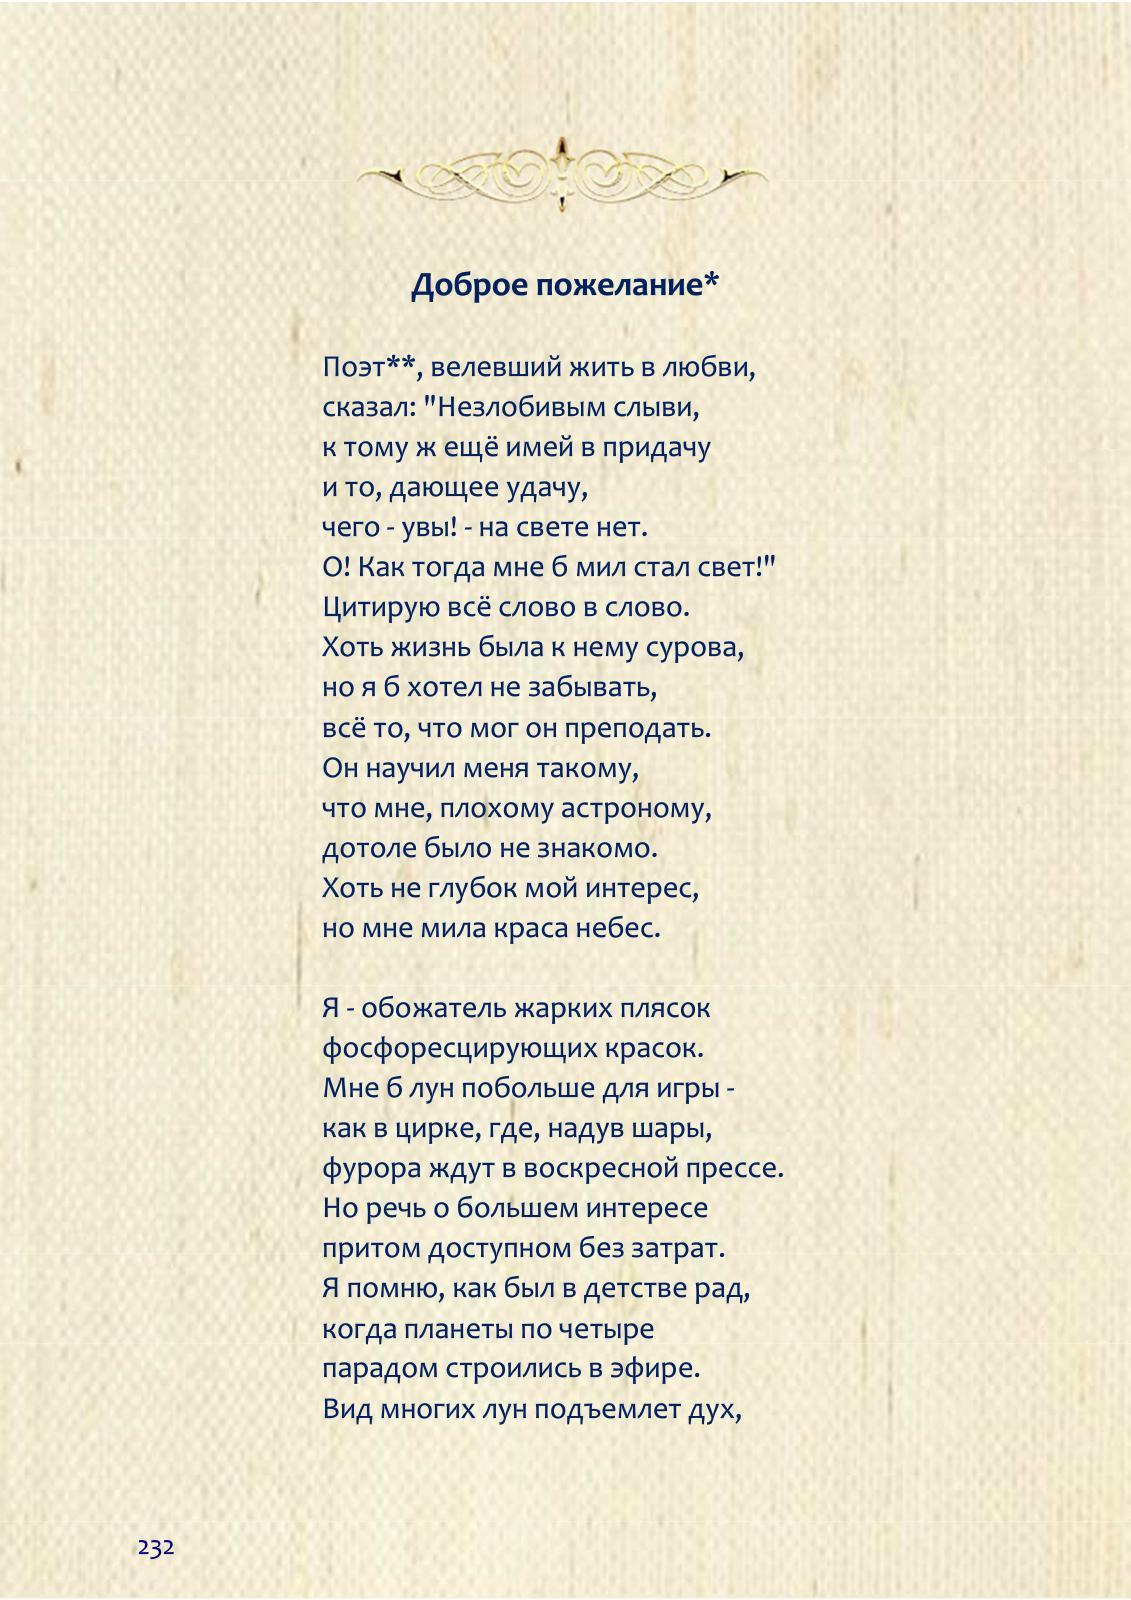 Доброе пожелание*
Поэт**, велевший жить в любви,
сказал: "Незлобивым слыви,
к тому ж ещё имей в придачу
и то, дающее удачу,
чего - увы! - на свете нет.
О! Как тогда мне б мил стал свет!"
Цитирую всё слово в слово.
Хоть жизнь была к нему сурова,
но я б хотел не забывать,
всё то, что мог он преподать.
Он научил меня такому,
что мне, плохому астроному,
дотоле было не знакомо.
Хоть не глубок мой интерес,
но мне мила краса небес.
Я - обожатель жарких плясок
фосфоресцирующих красок.
Мне б лун побольше для игры -
как в цирке, где, надув шары,
фурора ждут в воскресной прессе.
Но речь о большем интересе
притом доступном без затрат.
Я помню, как был в детстве рад,
когда планеты по четыре
парадом строились в эфире.
Вид многих лун подъемлет дух,
232